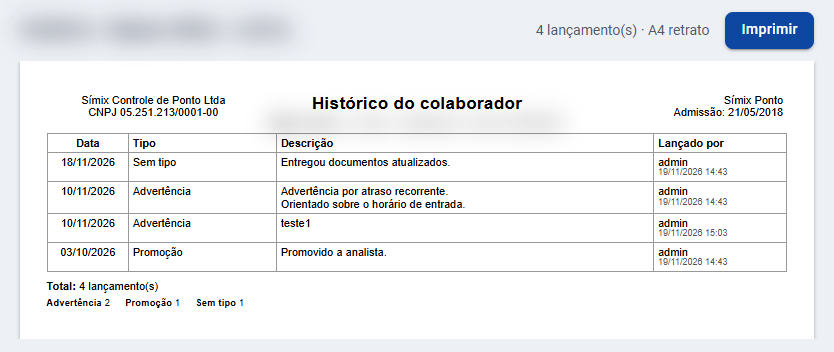 4 lançamento(s) · A4 retrato
Imprimir
Símix Controle de Ponto Ltda
CNPJ 05.251.213/0001-00
Histórico do colaborador
Símix Ponto
Admissão: 21/05/2018
Data Tipo Descrição Lançado por
18/11/2026 Sem tipo Entregou documentos atualizados. admin
19/11/2026 14:43
10/11/2026 Advertência Advertência por atraso recorrente. admin
Orientado sobre o horário de entrada. 19/11/2026 14:43
10/11/2026 Advertência teste1 admin
19/11/2026 15:03
03/10/2026 Promoção Promovido a analista. admin
19/11/2026 14:43
Total: 4 lançamento(s)
Advertência 2 Promoção 1 Sem tipo 1